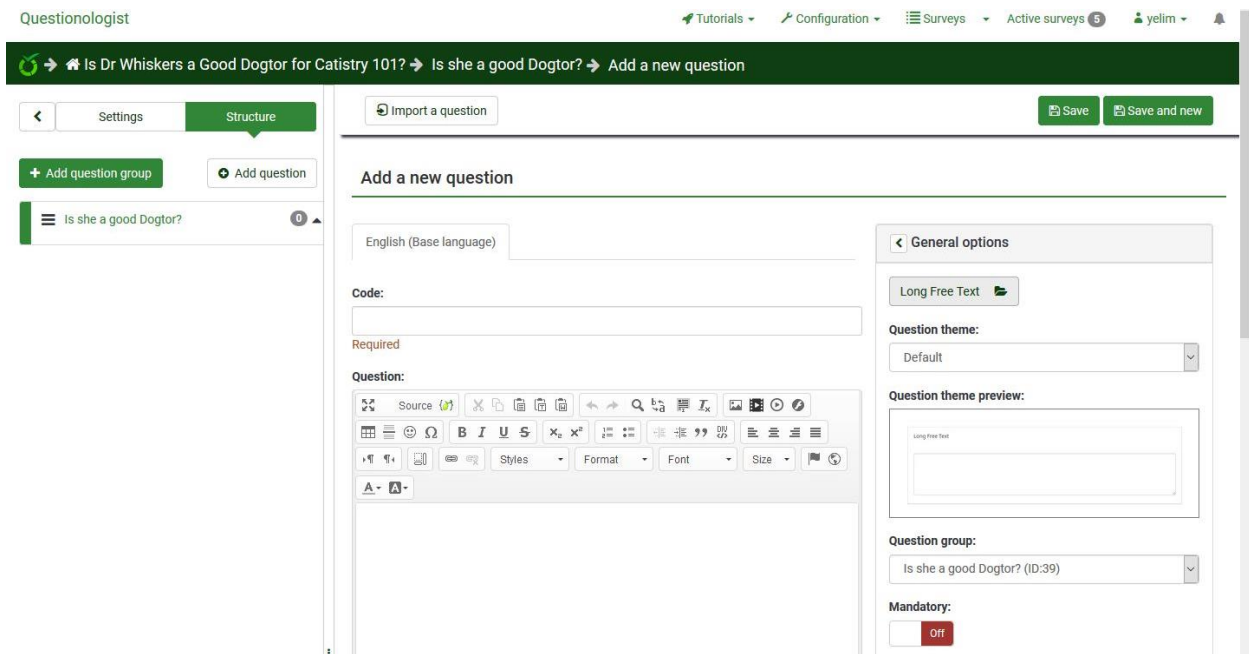 Questionologist
Tutorials
Configuration
Surveys
Active surveys 5
yelim
Is Dr Whiskers a Good Dogtor for Catistry 101? Is she a good Dogtor? Add a new question
Settings
Structure
Import a question
Save
Save and new
Add question group
Add question
Add a new question
Is she a good Dogtor? 0
English (Base language)
General options
Code:
Long Free Text
Required
Question theme:
Default
Question:
Source
Question theme preview:
Long Free Text
Styles
Format
Font
Size
Question group:
Is she a good Dogtor? (ID:39)
Mandatory:
Off